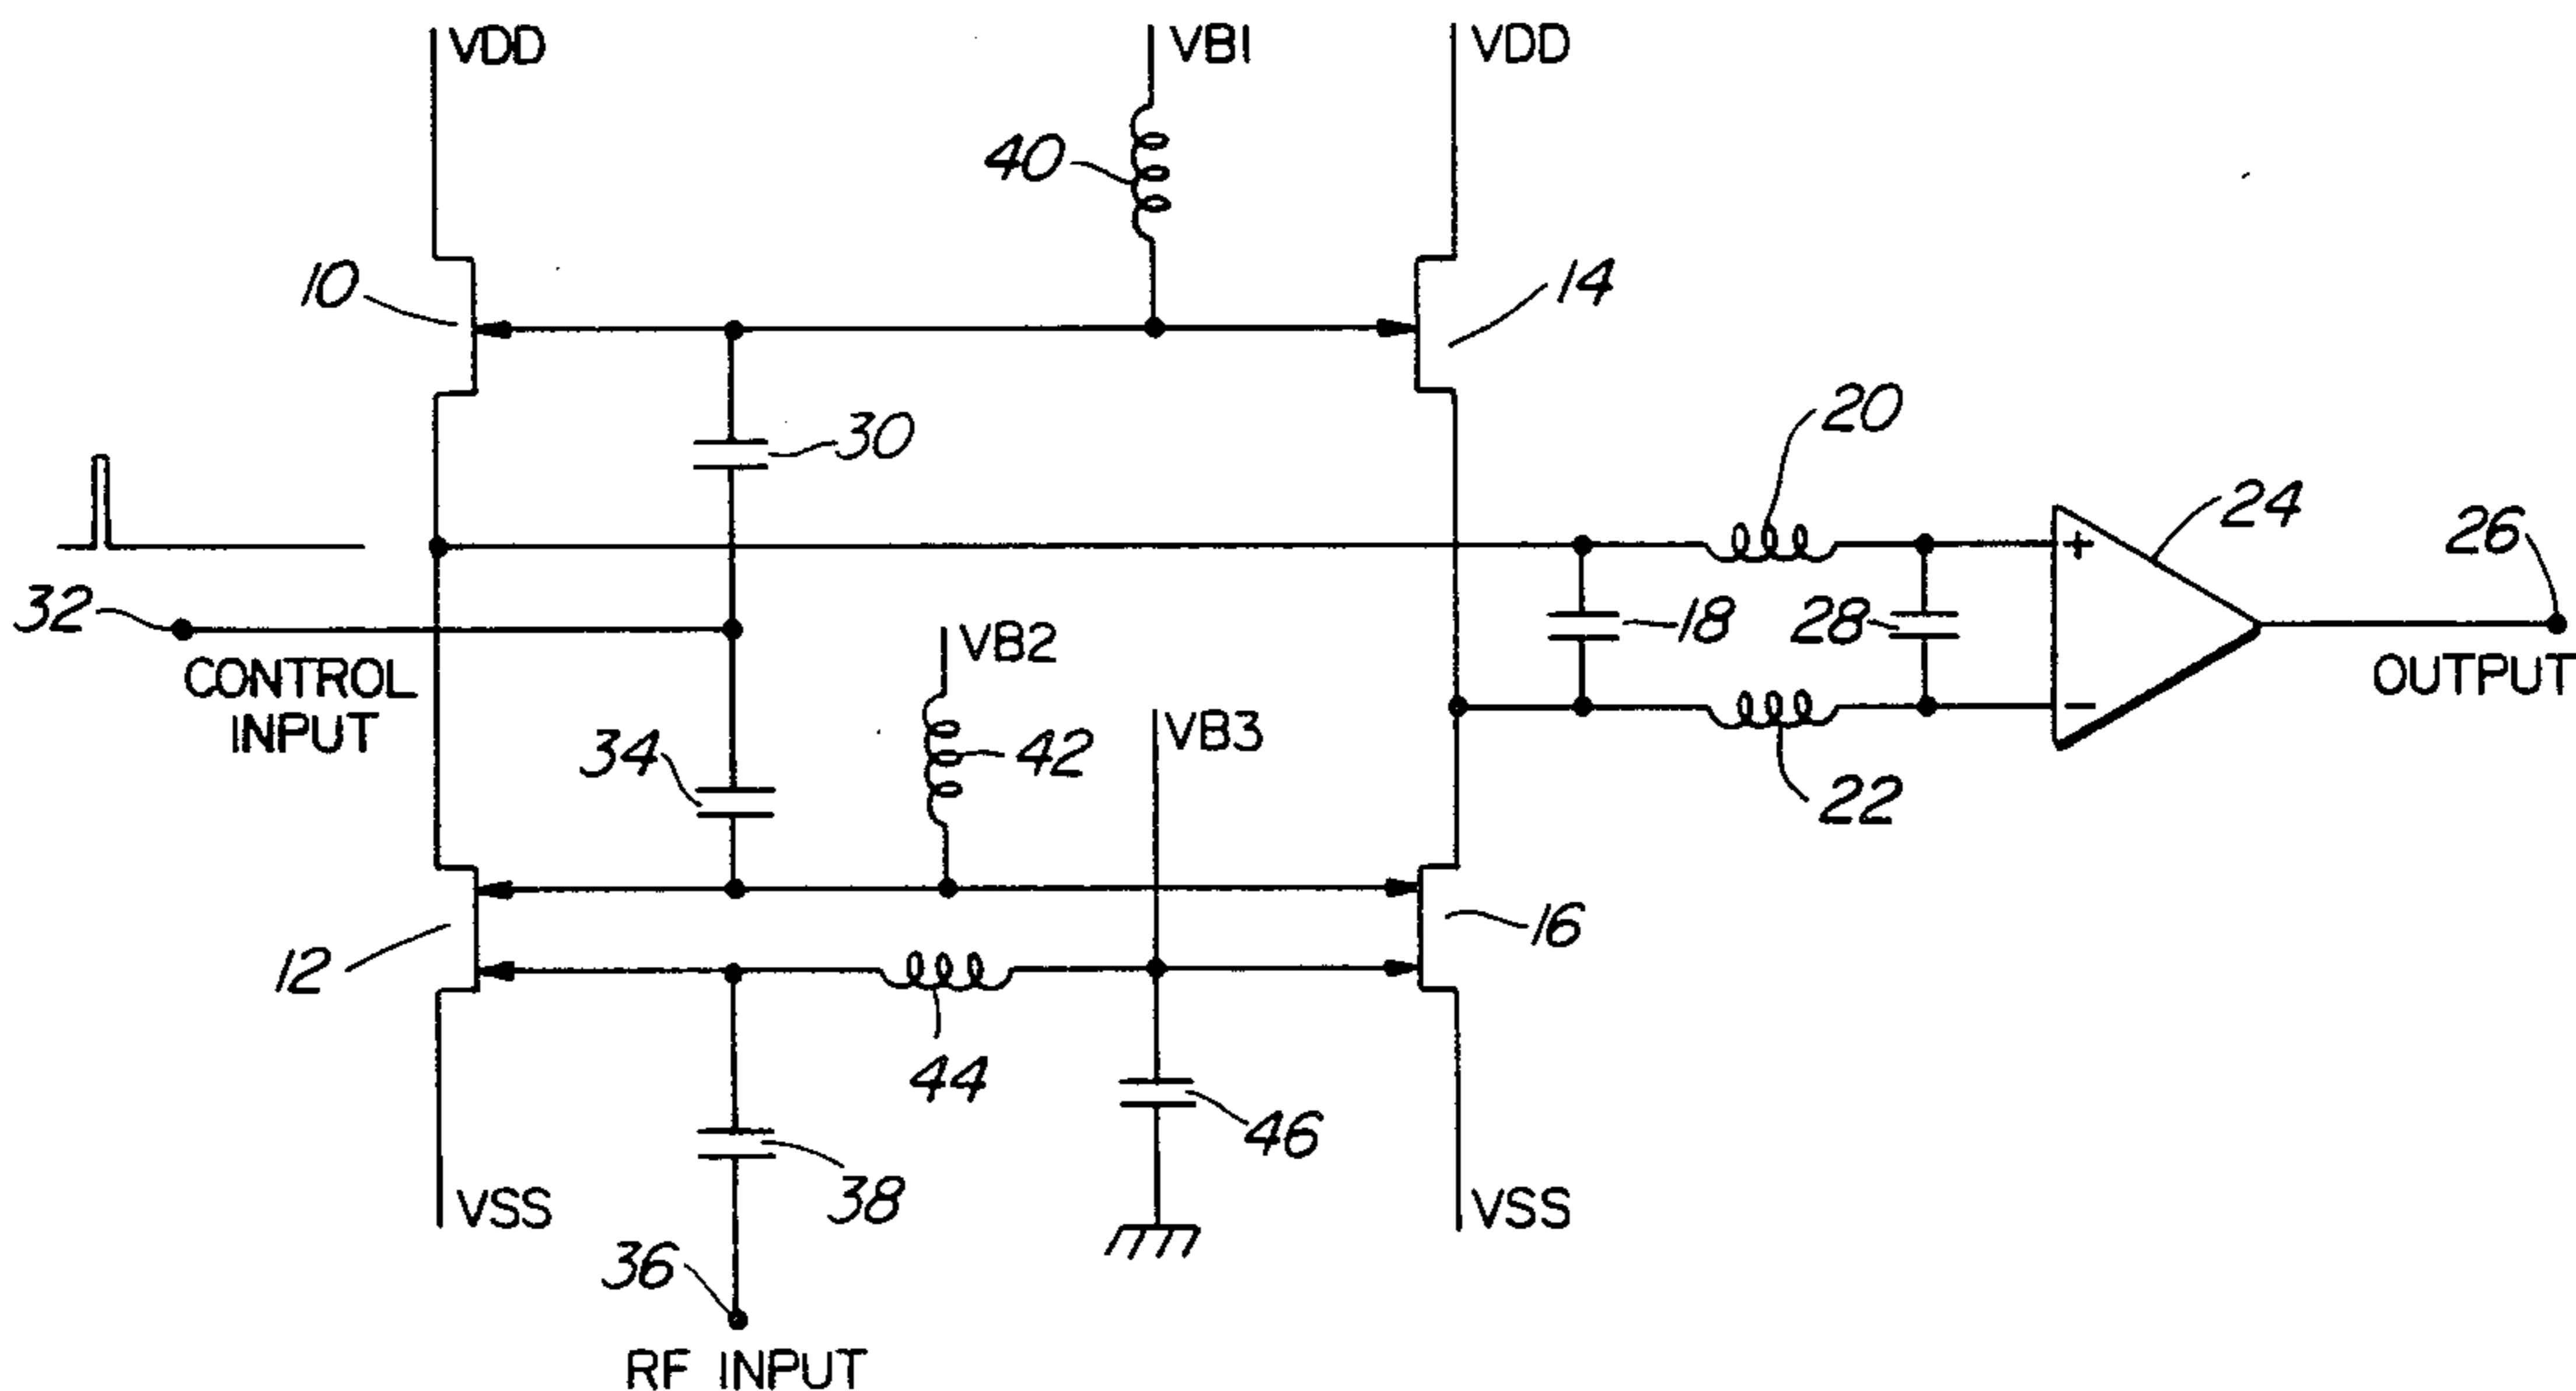 VDD
VB1
VDD
40
10
14
30
20
24
26
32
CONTROL
INPUT
VB2
18
28
+
-
OUTPUT
34
42
VB3
22
12
16
44
46
38
VSS
VSS
36
RF INPUT